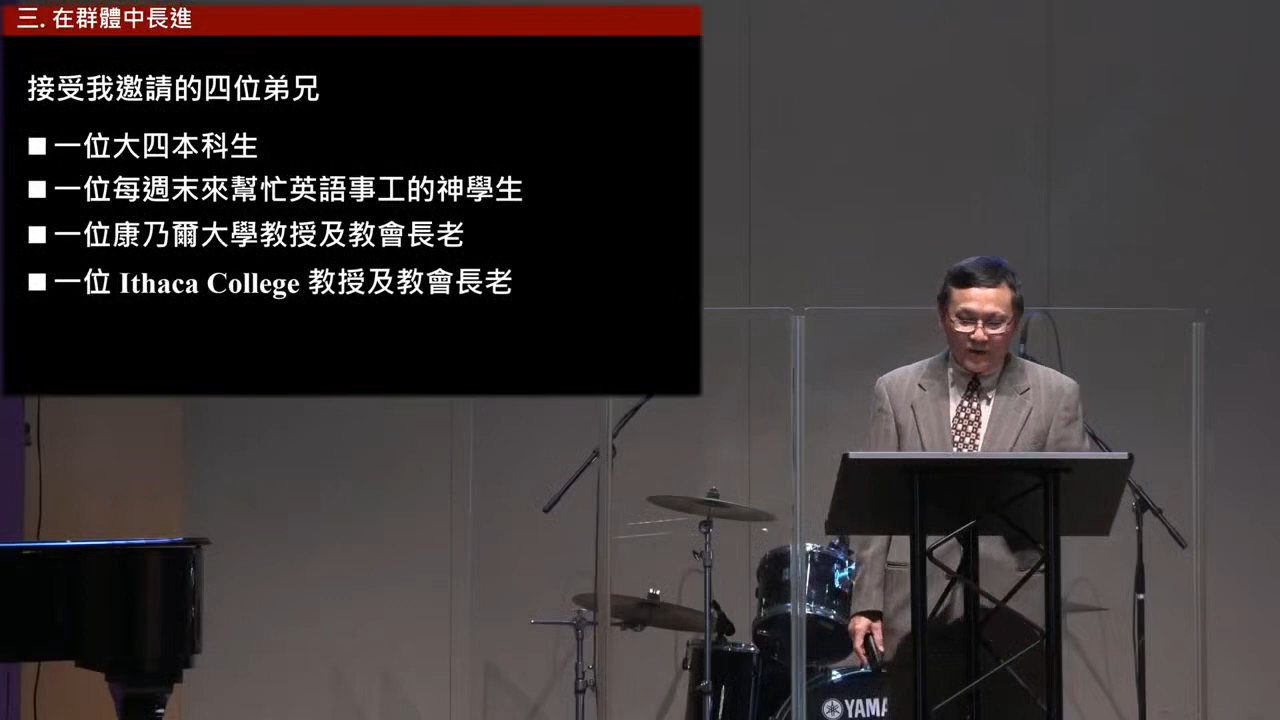 三. 在群體中長進
接受我邀請的四位弟兄
■ 一位大四本科生
■ 一位每週末來幫忙英語事工的神學生
■ 一位康乃爾大學教授及教會長老
■ 一位 Ithaca College 教授及教會長老
YAMA